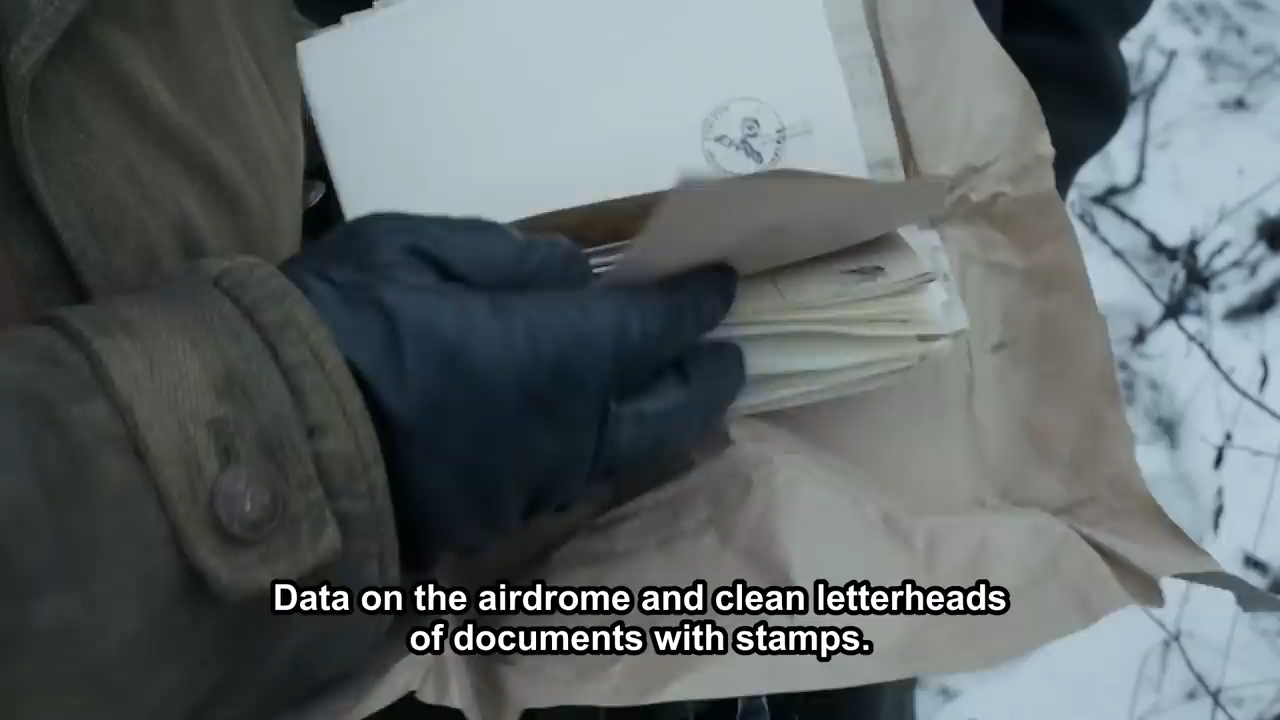 Data on the airdrome and clean letterheads
of documents with stamps.